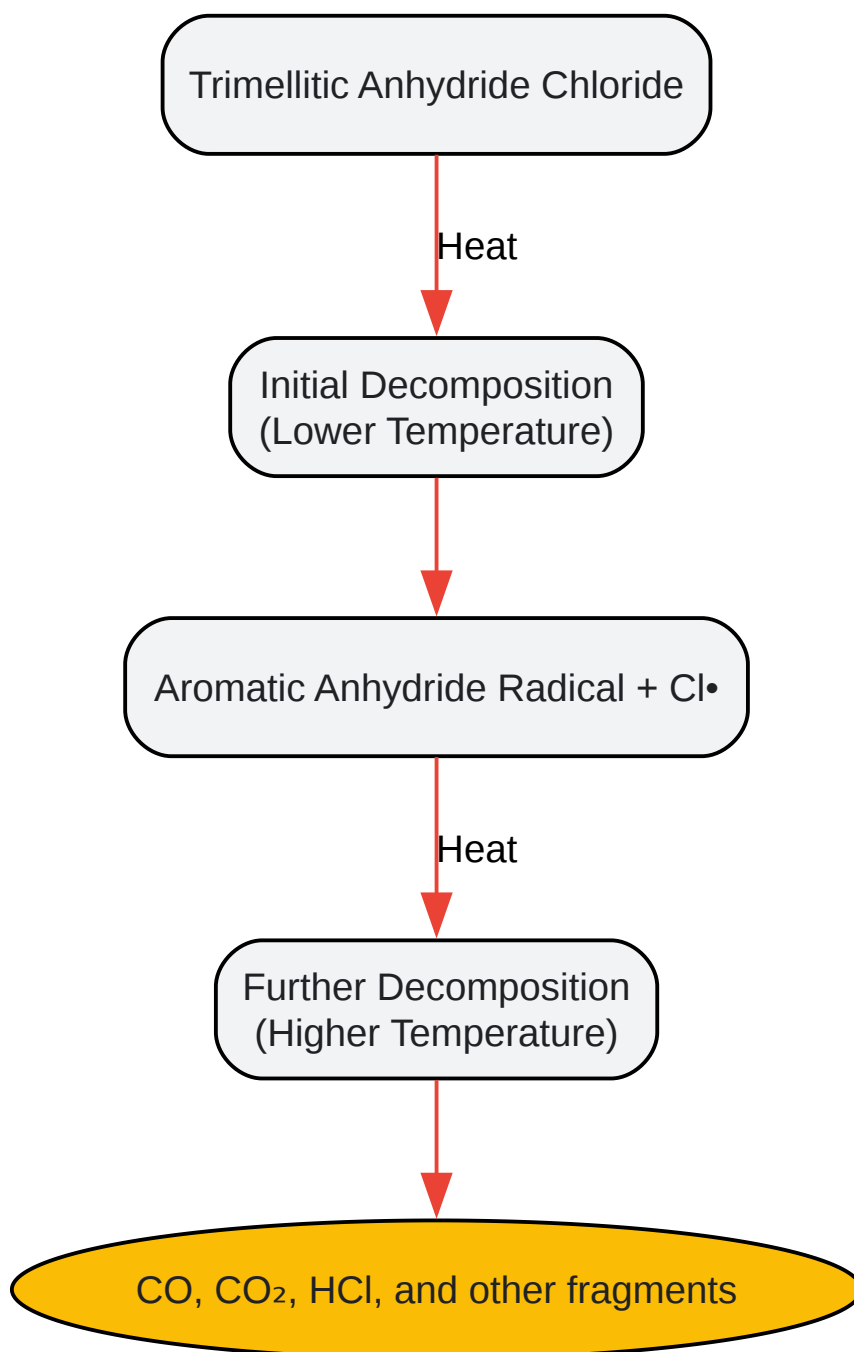 Trimellitic Anhydride Chloride
Heat
Initial Decomposition
(Lower Temperature)
Aromatic Anhydride Radical + Cl•
Heat
Further Decomposition
(Higher Temperature)
CO, CO₂, HCl, and other fragments